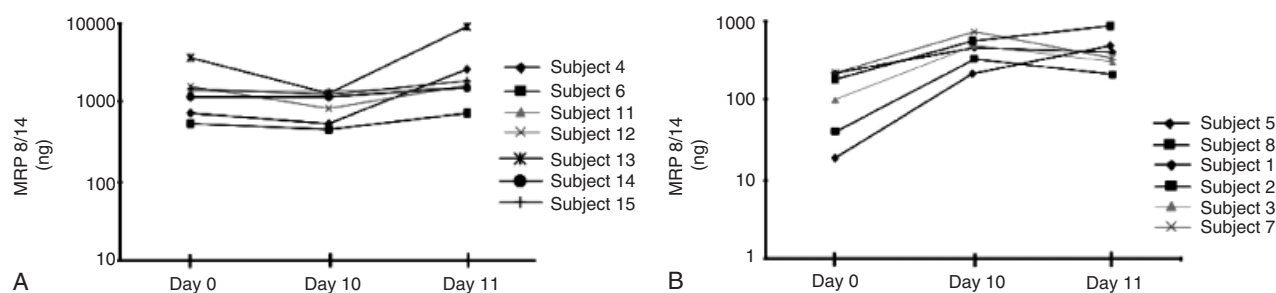 10000
1000
100
10
MRP 8/14
(ng)
Day 0
Day 10
Day 11
Subject 4
Subject 6
Subject 11
Subject 12
Subject 13
Subject 14
Subject 15
A
1000
100
10
1
MRP 8/14
(ng)
Day 0
Day 10
Day 11
Subject 5
Subject 8
Subject 1
Subject 2
Subject 3
Subject 7
B